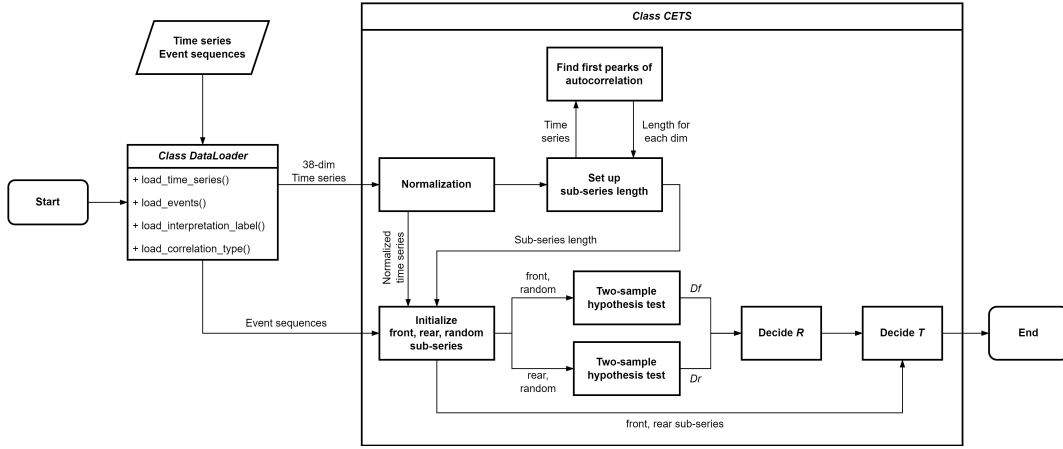 Class CETS
Time series
Event sequences
Find first pearks of
autocorrelation
Time
series
Length for
each dim
Class DataLoader
+ load_time_series()
+ load_events()
+ load_interpretation_label()
+ load_correlation_type()
38-dim
Time series
Start
Normalization
Set up
sub-series length
Normalized
time series
Sub-series length
Event sequences
Initialize
front, rear, random
sub-series
front,
random
Two-sample
hypothesis test
Df
rear,
random
Two-sample
hypothesis test
Dr
Decide R
Decide T
End
front, rear sub-series